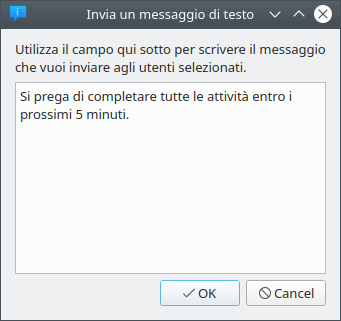 Invia un messaggio di testo
Utilizza il campo qui sotto per scrivere il messaggio
che vuoi inviare agli utenti selezionati.
Si prega di completare tutte le attività entro i
prossimi 5 minuti.
OK
Cancel